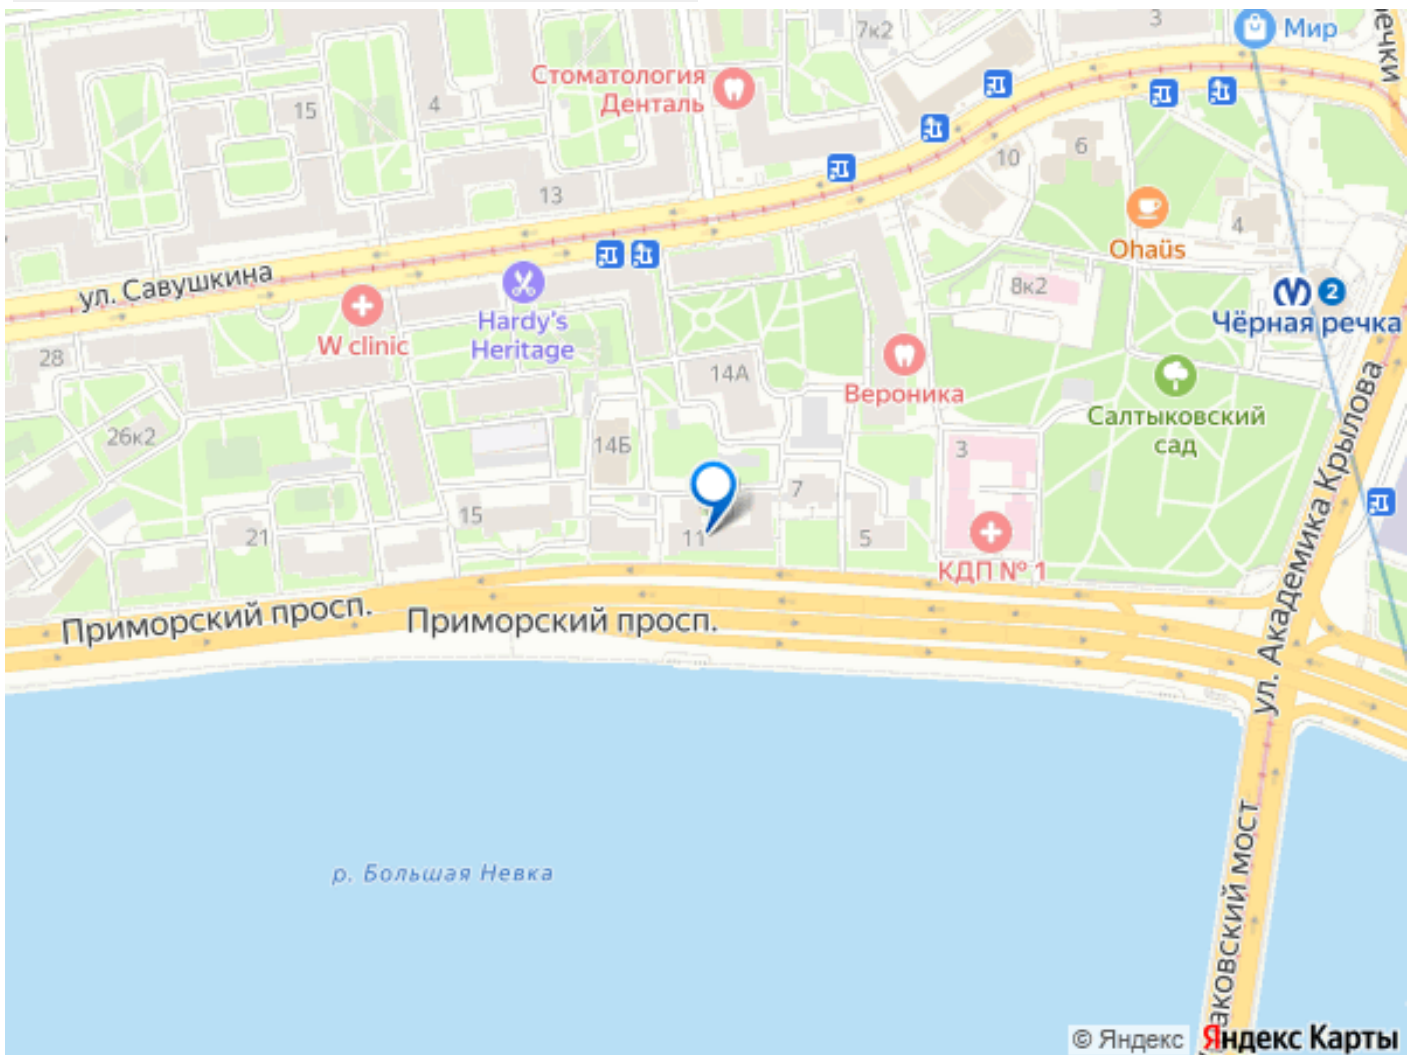 7к2
3
Мир
ечки
Стоматология
Денталь
15
4
10
6
13
Ohaüs
4
ул. Савушкина
8к2
2
Чёрная речка
Hardy's
Heritage
W clinic
28
14А
Вероника
Салтыковский
сад
26к2
14Б
3
7
15
21
11
5
КДП № 1
ул. Академика Крылова
Приморский просп.
Приморский просп.
р. Большая Невка
аковский мост
© Яндекс
Яндекс Карты